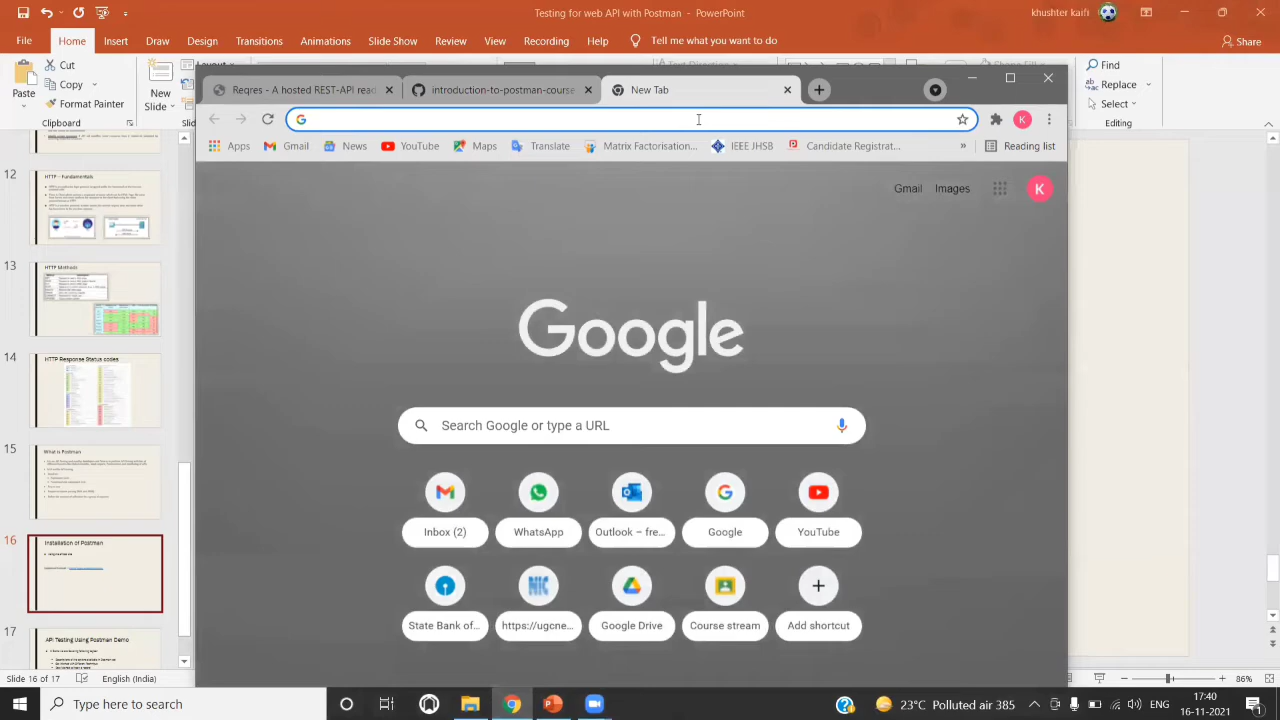 Testing for web API with Postman - PowerPoint
khushter kaifi
File
Home
Insert
Draw
Design
Transitions
Animations
Slide Show
Review
View
Recording
Help
Tell me what you want to do
Share
Paste
Cut
Copy
Format Painter
Clipboard
New
Slide
Find
Replace
Select
Editing
Reqres - A hosted REST-API read
introduction-to-postman-course
New Tab
K
Apps
Gmail
News
YouTube
Maps
Translate
Matrix Factorisation...
IEEE JHSB
Candidate Registrat...
»
Reading list
Gmail
Images
K
Google
Search Google or type a URL
Inbox (2)
WhatsApp
Outlook – fre...
Google
YouTube
State Bank of...
https://ugcne...
Google Drive
Course stream
Add shortcut
12
HTTP – Fundamentals
13
HTTP Methods
14
HTTP Response Status codes
15
What is Postman
16
Installation of Postman
17
API Testing Using Postman Demo
Slide 16 of 17
English (India)
86%
Type here to search
23°C Polluted air 385
ENG
17:40
16-11-2021